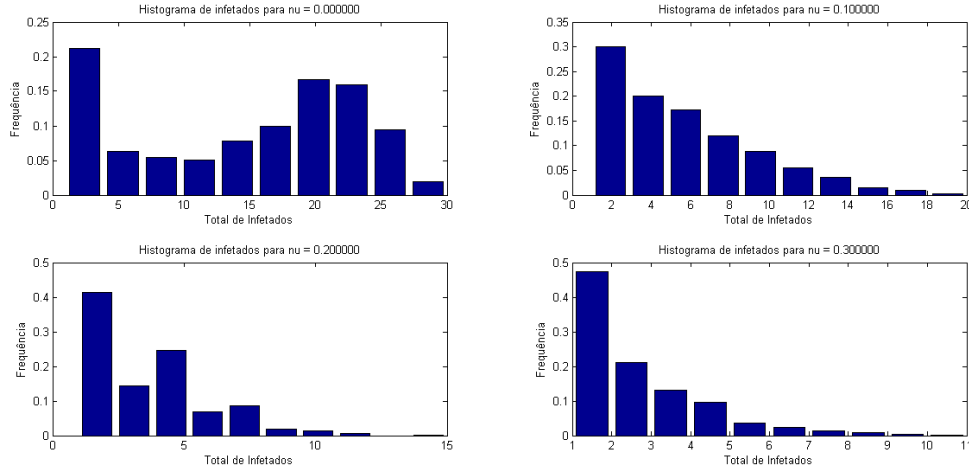 Histograma de infetados para nu = 0.000000
0.25
0.2
0.15
0.1
0.05
0
Frequência
0 5 10 15 20 25 30
Total de Infetados
Histograma de infetados para nu = 0.100000
0.35
0.3
0.25
0.2
0.15
0.1
0.05
0
Frequência
0 2 4 6 8 10 12 14 16 18 20
Total de Infetados
Histograma de infetados para nu = 0.200000
0.5
0.4
0.3
0.2
0.1
0
Frequência
0 5 10 15
Total de Infetados
Histograma de infetados para nu = 0.300000
0.5
0.4
0.3
0.2
0.1
0
Frequência
1 2 3 4 5 6 7 8 9 10 11
Total de Infetados